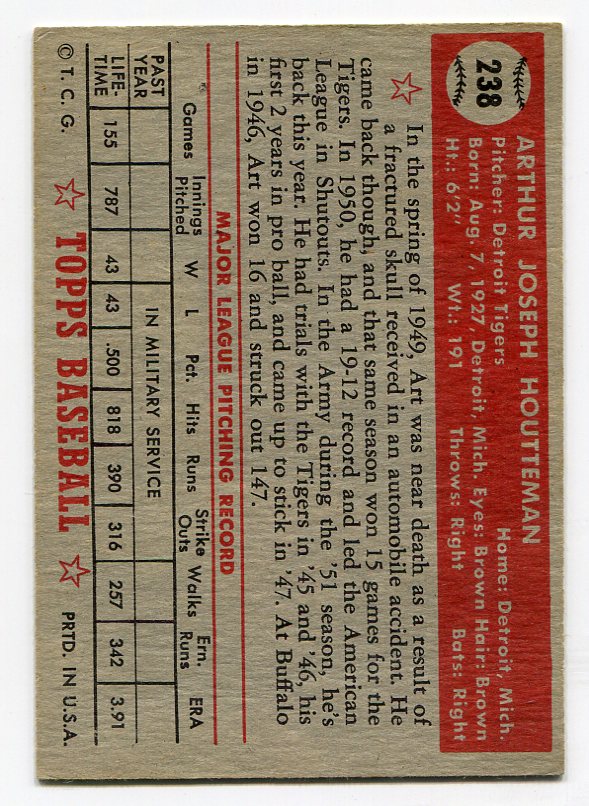 238
ARTHUR JOSEPH HOUTTEMAN
Pitcher: Detroit Tigers Home: Detroit, Mich.
Born: Aug. 7, 1927, Detroit, Mich. Eyes: Brown Hair: Brown
Ht.: 6'2" Wt.: 191 Throws: Right Bats: Right
In the spring of 1949, Art was near death as a result of
a fractured skull received in an automobile accident. He
came back though, and that same season won 15 games for the
Tigers. In 1950, he had a 19-12 record and led the American
League in Shutouts. In the Army during the '51 season, he's
back this year. He had trials with the Tigers in '45 and '46, his
first 2 years in pro ball, and came up to stick in '47. At Buffalo
in 1946, Art won 16 and struck out 147.
MAJOR LEAGUE PITCHING RECORD
Games Innings Pitched W L Pct. Hits Runs Strike Outs Walks Ern. Runs ERA
PAST YEAR IN MILITARY SERVICE
LIFE-TIME 155 787 43 43 .500 818 390 316 257 342 3.91
© T. C. G. TOPPS BASEBALL PRTD. IN U.S.A.